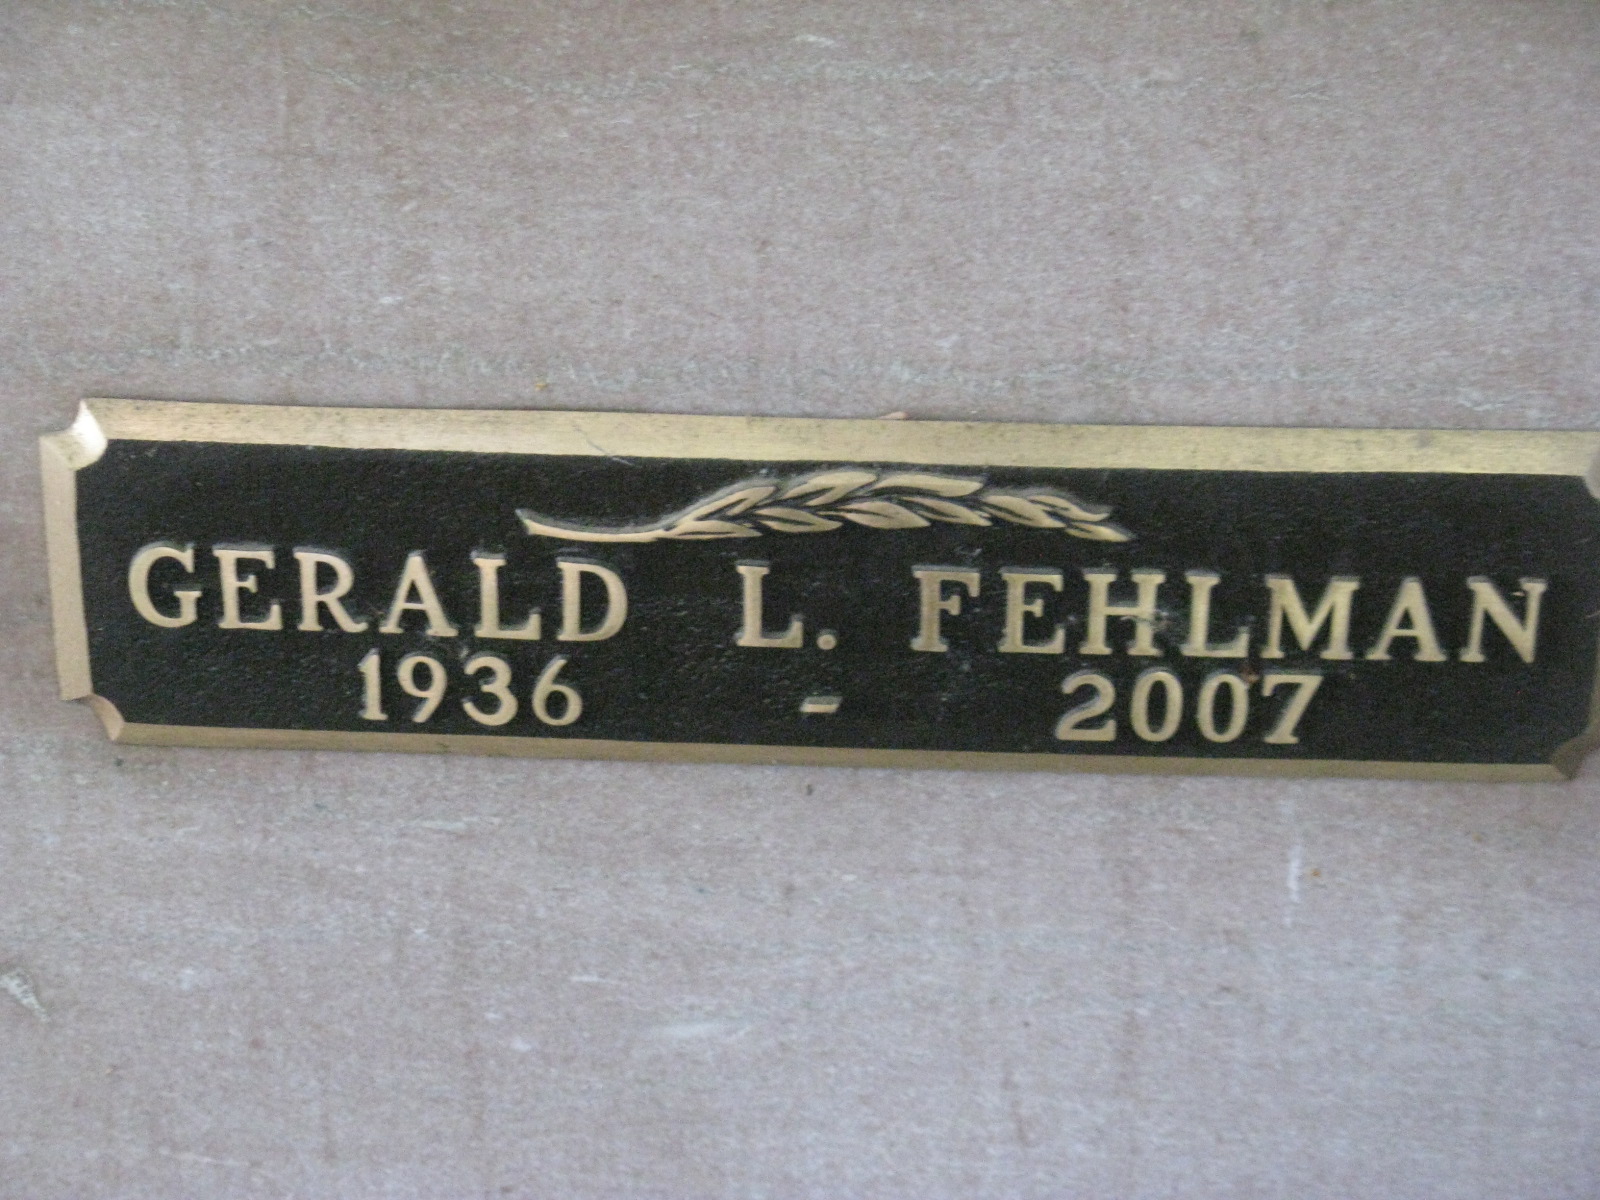 GERALD L. FEHLMAN
1936 - 2007